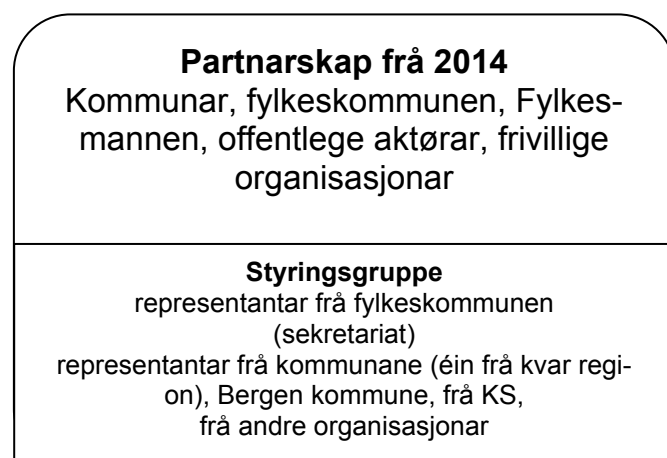 Partnarskap frå 2014
Kommunar, fylkeskommunen, Fylkes-
mannen, offentlege aktørar, frivillige
organisasjonar
Styringsgruppe
representantar frå fylkeskommunen
(sekretariat)
representantar frå kommunane (éin frå kvar regi-
on), Bergen kommune, frå KS,
frå andre organisasjonar